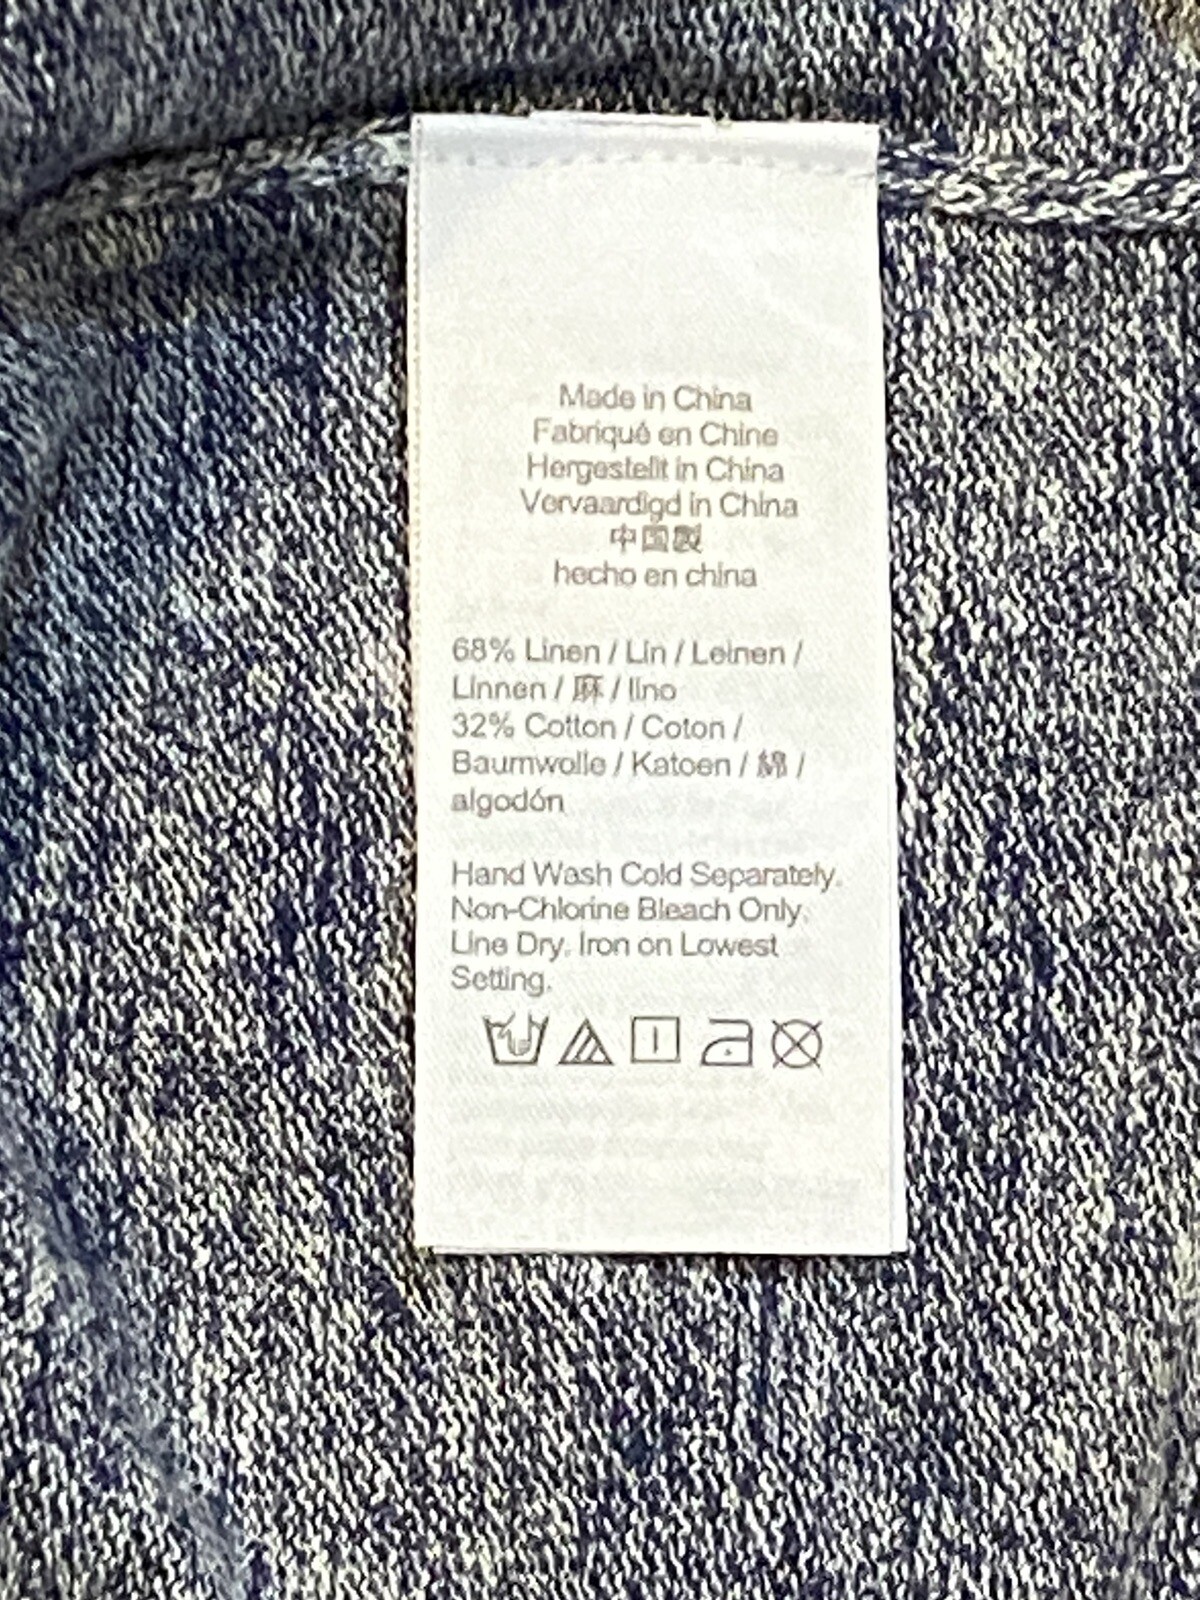 Made in China
Fabriqué en Chine
Hergestellt in China
Vervaardigd in China
中国製
hecho en china
68% Linen / Lin / Leinen /
Linnen / 麻 / lino
32% Cotton / Coton /
Baumwolle / Katoen / 綿 /
algodón
Hand Wash Cold Separately.
Non-Chlorine Bleach Only.
Line Dry. Iron on Lowest
Setting.